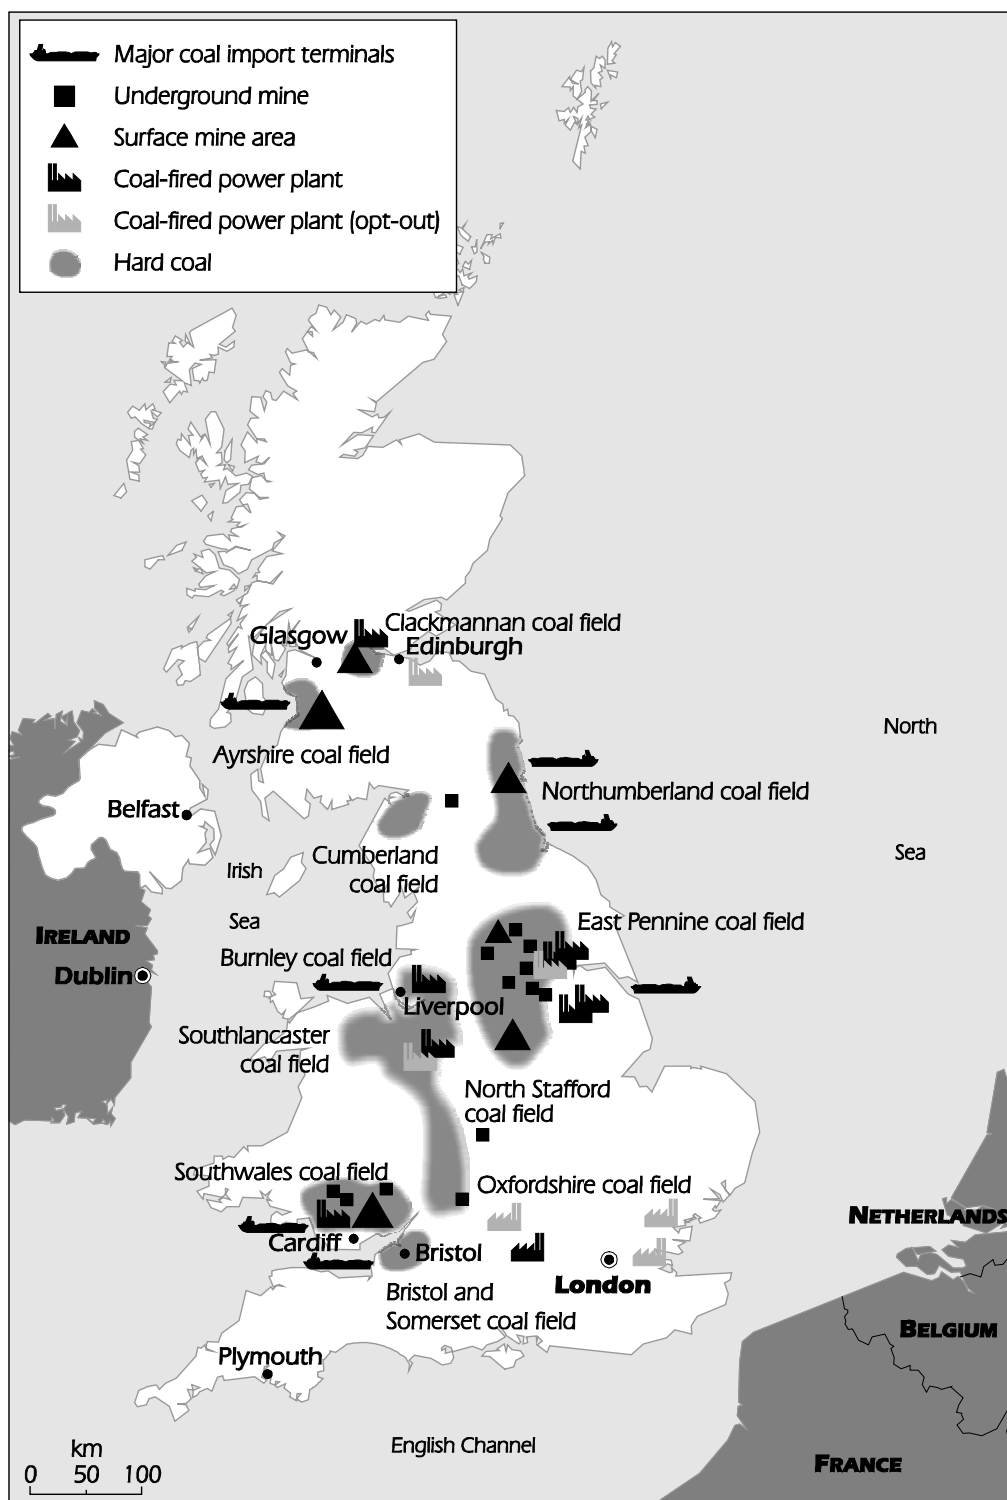 Major coal import terminals
Underground mine
Surface mine area
Coal-fired power plant
Coal-fired power plant (opt-out)
Hard coal
Clackmannan coal field
Glasgow
Edinburgh
Ayrshire coal field
North
Northumberland coal field
Belfast
Cumberland
coal field
Sea
Irish
Sea
East Pennine coal field
IRELAND
Burnley coal field
Dublin
Liverpool
Southlancaster
coal field
North Stafford
coal field
Southwales coal field
Oxfordshire coal field
NETHERLANDS
Cardiff
Bristol
London
Bristol and
Somerset coal field
BELGIUM
Plymouth
English Channel
km
0 50 100
FRANCE